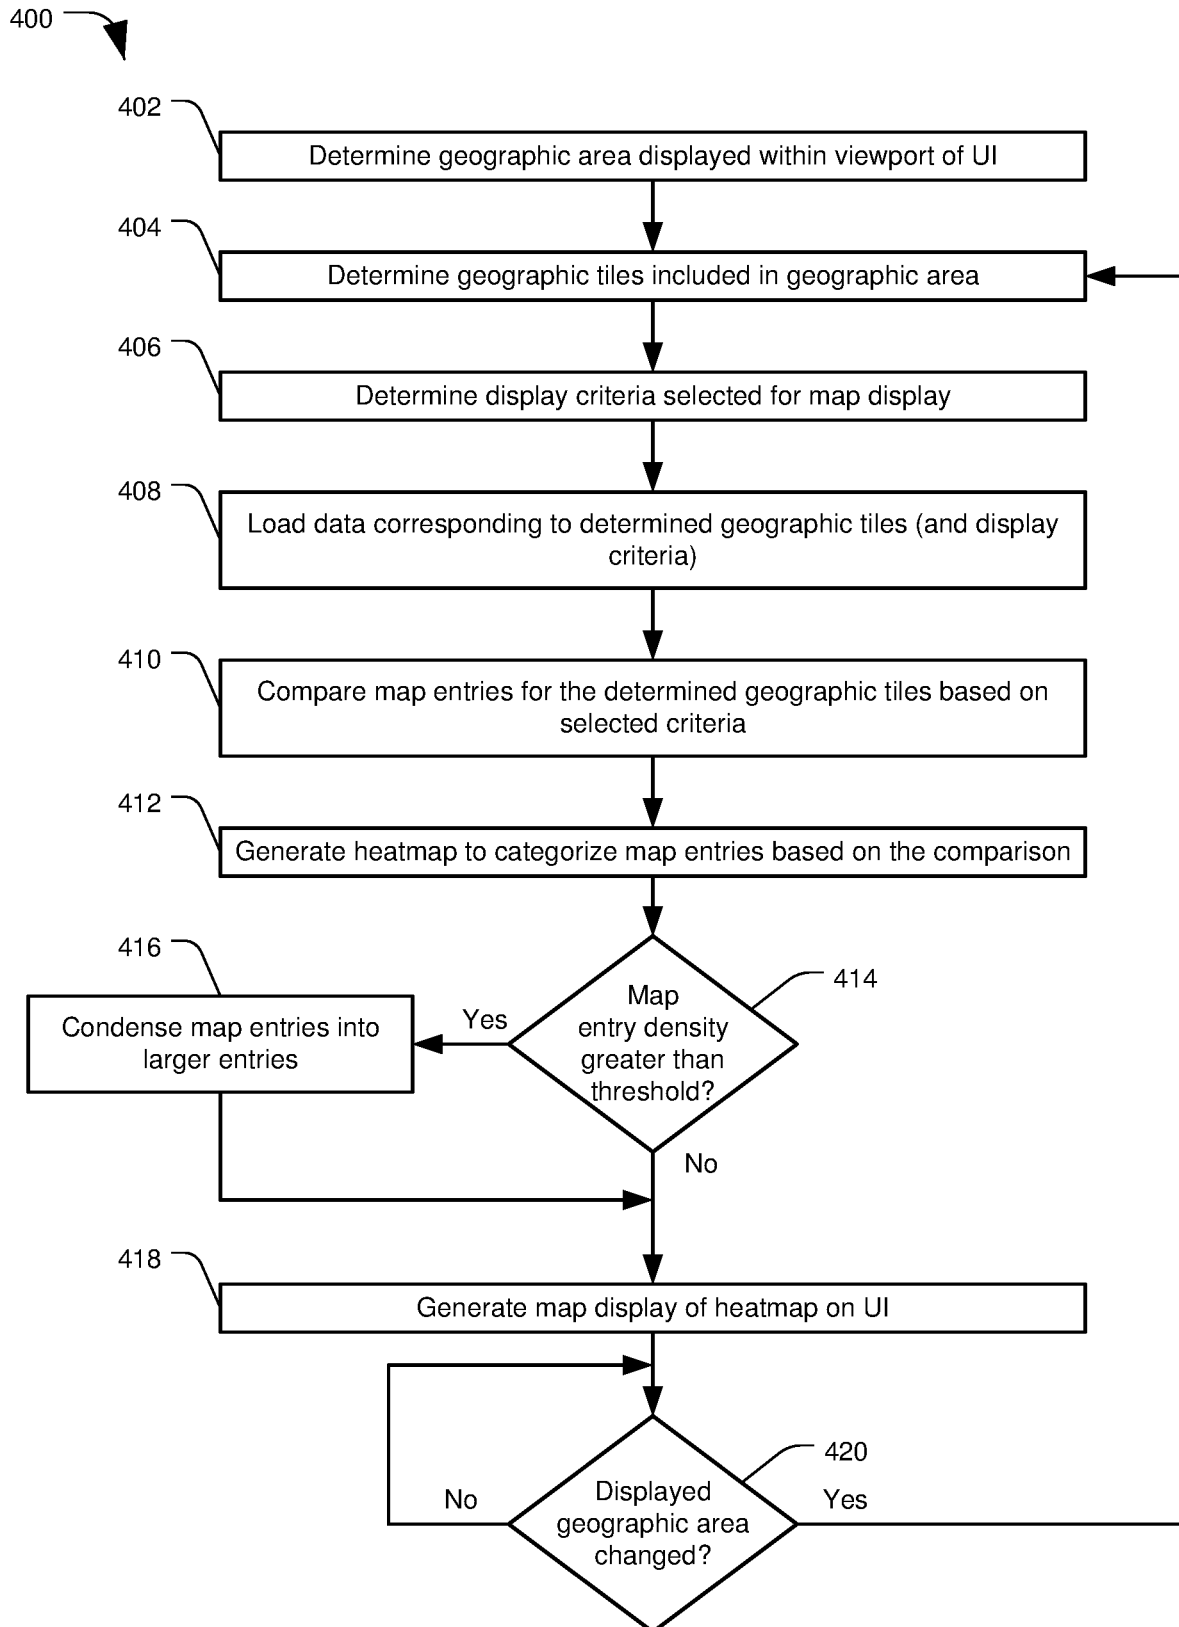 400
402
Determine geographic area displayed within viewport of UI
404
Determine geographic tiles included in geographic area
406
Determine display criteria selected for map display
408
Load data corresponding to determined geographic tiles (and display
criteria)
410
Compare map entries for the determined geographic tiles based on
selected criteria
412
Generate heatmap to categorize map entries based on the comparison
416
414
Map
entry density
greater than
threshold?
Yes
Condense map entries into
larger entries
No
418
Generate map display of heatmap on UI
420
Displayed
geographic area
changed?
No
Yes